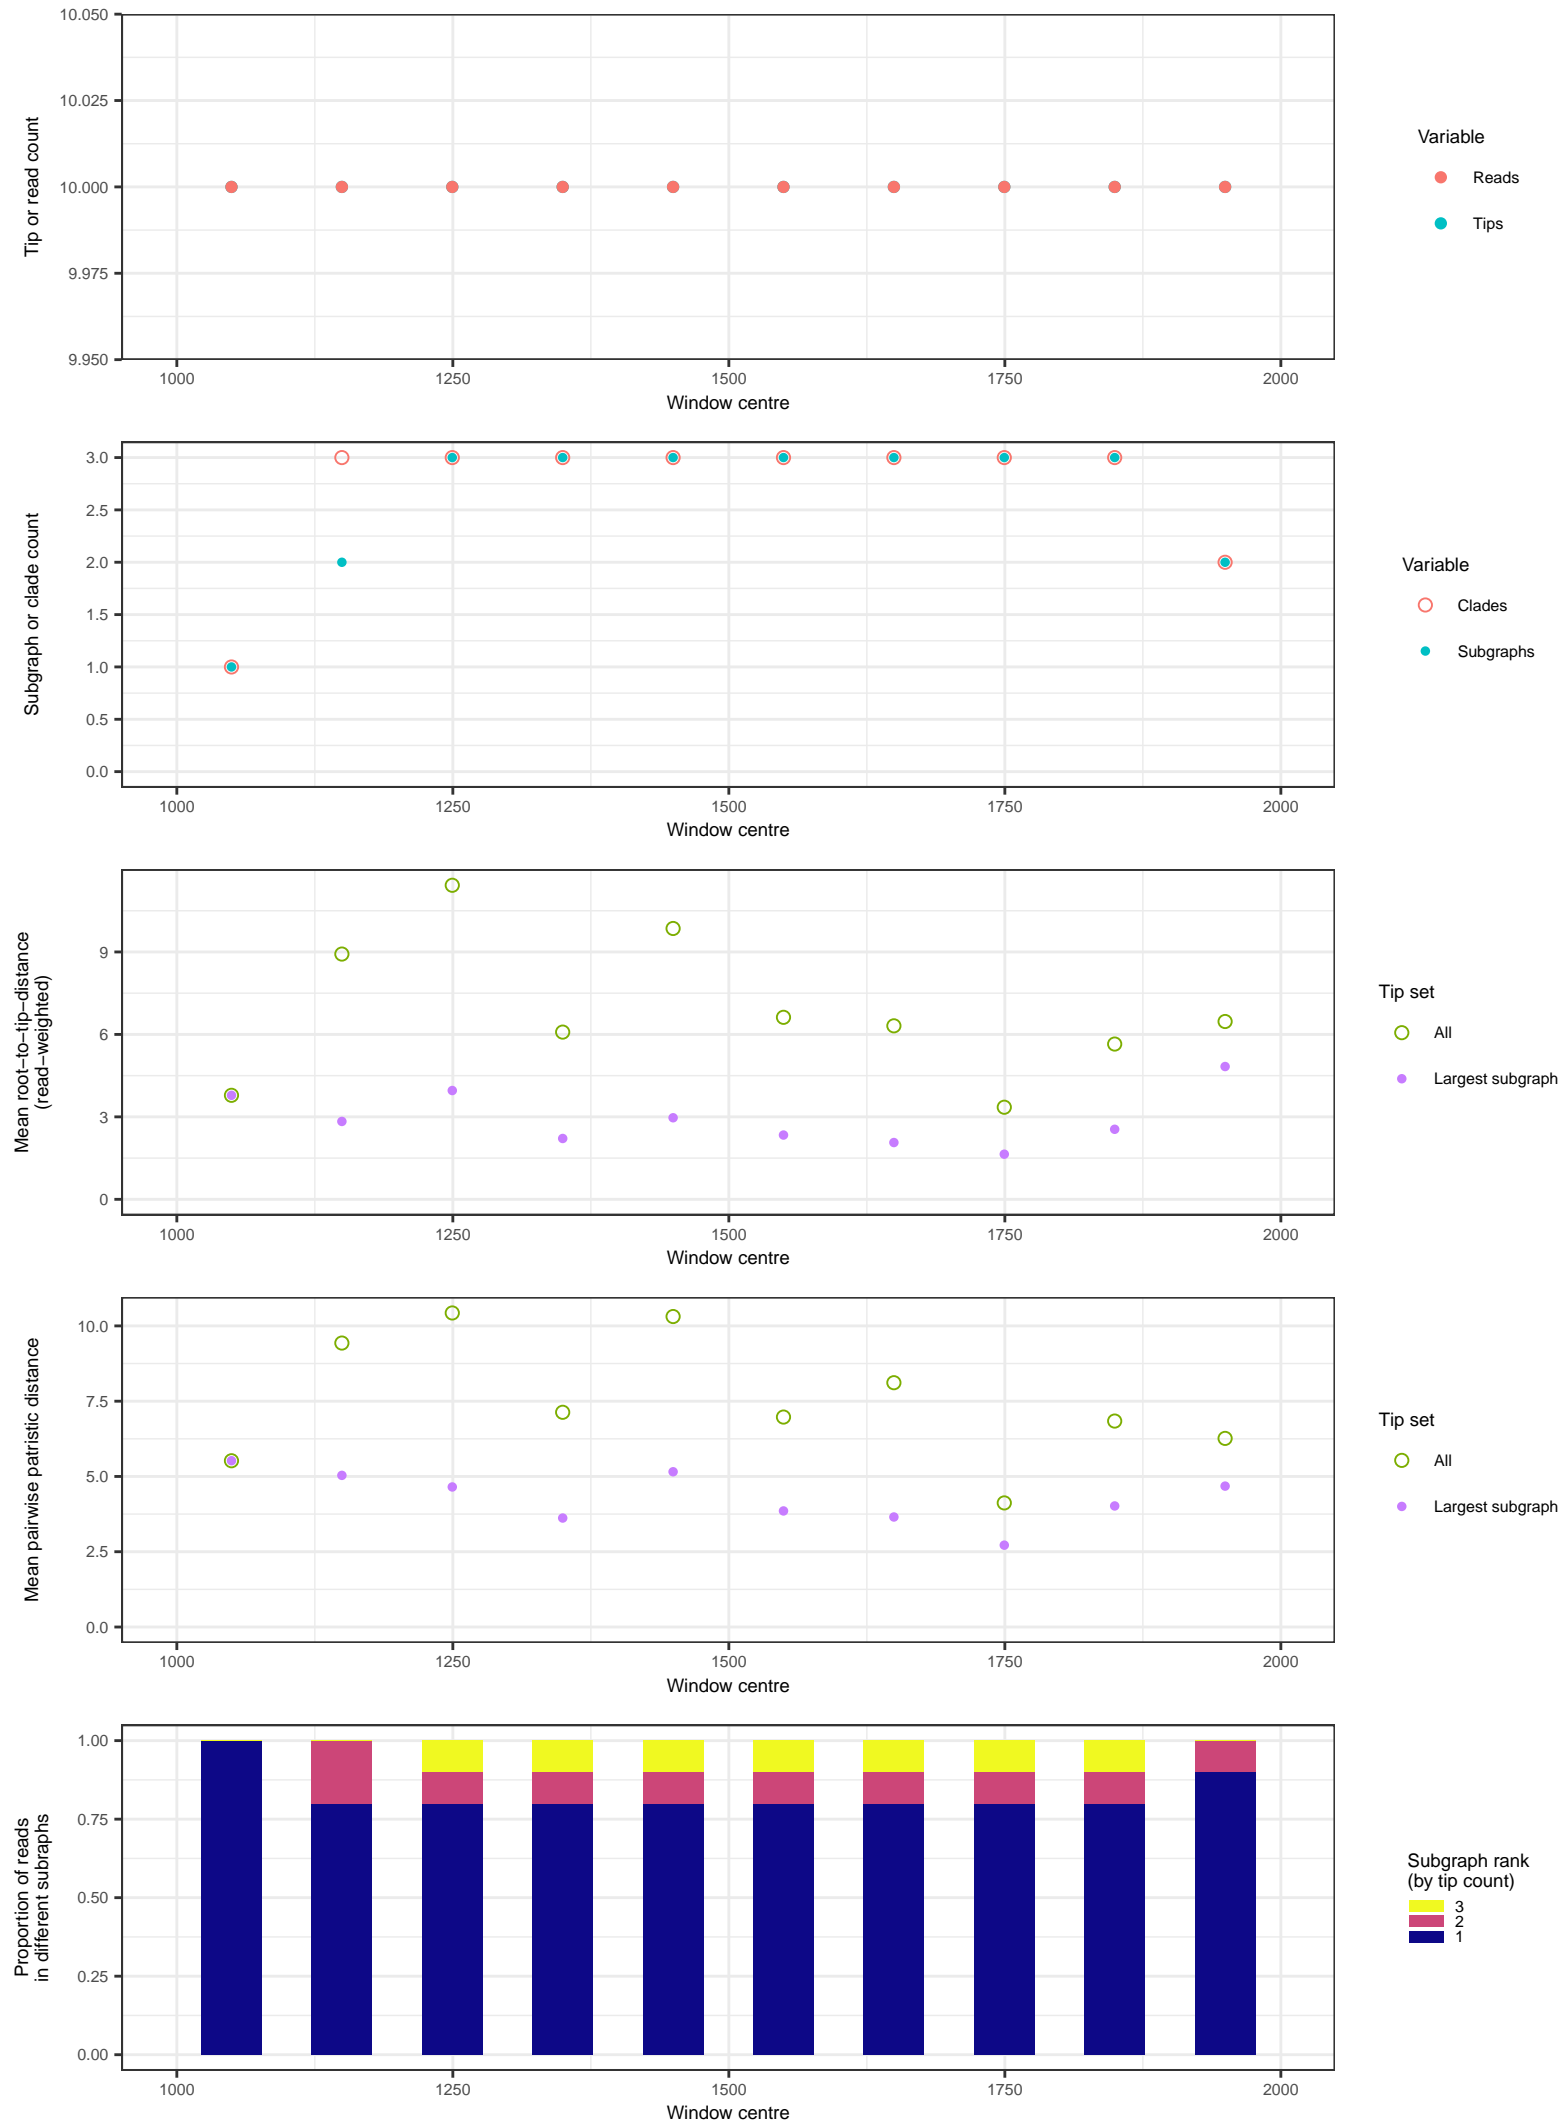 10.050
10.025
10.000
9.975
9.950
Tip or read count
1000 1250 1500 1750 2000
Window centre
Variable
Reads
Tips
3.0
2.5
2.0
1.5
1.0
0.5
0.0
Subgraph or clade count
1000 1250 1500 1750 2000
Window centre
Variable
Clades
Subgraphs
9
6
3
0
Mean root−to−tip−distance
(read−weighted)
1000 1250 1500 1750 2000
Window centre
Tip set
All
Largest subgraph
10.0
7.5
5.0
2.5
0.0
Mean pairwise patristic distance
1000 1250 1500 1750 2000
Window centre
Tip set
All
Largest subgraph
1.00
0.75
0.50
0.25
0.00
Proportion of reads
in different subraphs
1000 1250 1500 1750 2000
Window centre
Subgraph rank
(by tip count)
3
2
1